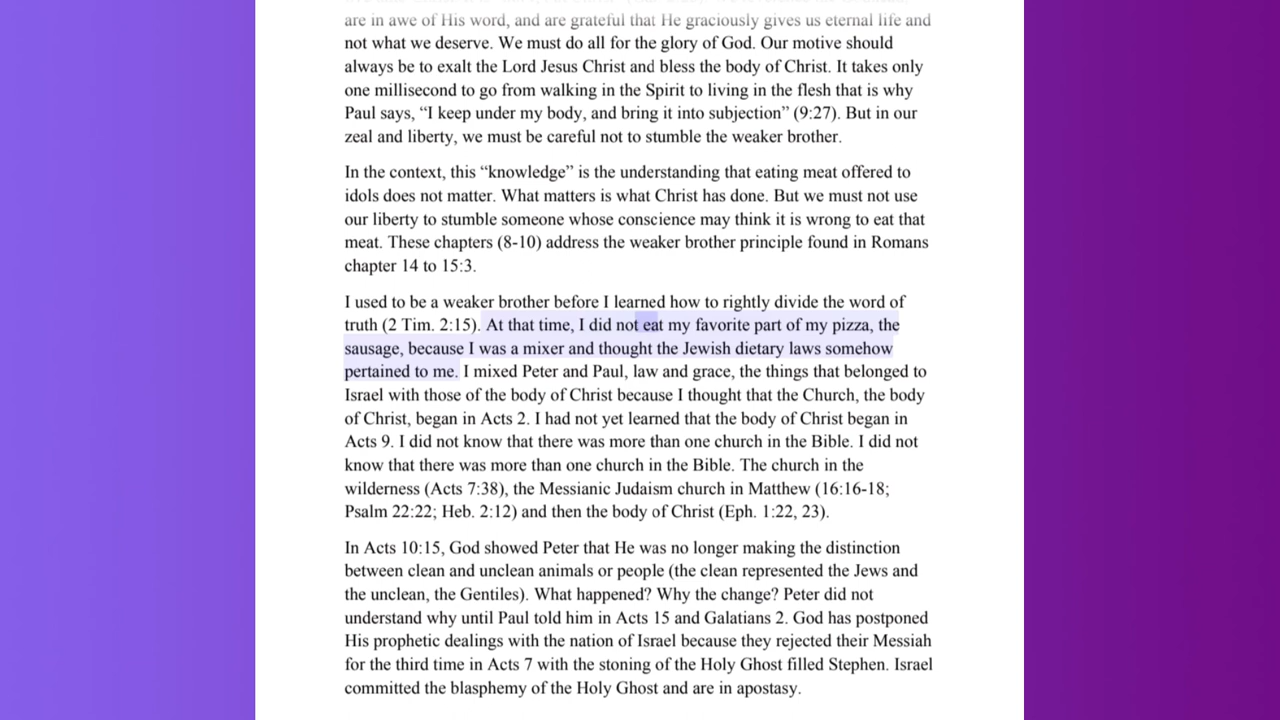 are in awe of His word, and are grateful that He graciously gives us eternal life and
not what we deserve. We must do all for the glory of God. Our motive should
always be to exalt the Lord Jesus Christ and bless the body of Christ. It takes only
one millisecond to go from walking in the Spirit to living in the flesh that is why
Paul says, “I keep under my body, and bring it into subjection” (9:27). But in our
zeal and liberty, we must be careful not to stumble the weaker brother.
In the context, this “knowledge” is the understanding that eating meat offered to
idols does not matter. What matters is what Christ has done. But we must not use
our liberty to stumble someone whose conscience may think it is wrong to eat that
meat. These chapters (8-10) address the weaker brother principle found in Romans
chapter 14 to 15:3.
I used to be a weaker brother before I learned how to rightly divide the word of
truth (2 Tim. 2:15). At that time, I did not eat my favorite part of my pizza, the
sausage, because I was a mixer and thought the Jewish dietary laws somehow
pertained to me. I mixed Peter and Paul, law and grace, the things that belonged to
Israel with those of the body of Christ because I thought that the Church, the body
of Christ, began in Acts 2. I had not yet learned that the body of Christ began in
Acts 9. I did not know that there was more than one church in the Bible. I did not
know that there was more than one church in the Bible. The church in the
wilderness (Acts 7:38), the Messianic Judaism church in Matthew (16:16-18;
Psalm 22:22; Heb. 2:12) and then the body of Christ (Eph. 1:22, 23).
In Acts 10:15, God showed Peter that He was no longer making the distinction
between clean and unclean animals or people (the clean represented the Jews and
the unclean, the Gentiles). What happened? Why the change? Peter did not
understand why until Paul told him in Acts 15 and Galatians 2. God has postponed
His prophetic dealings with the nation of Israel because they rejected their Messiah
for the third time in Acts 7 with the stoning of the Holy Ghost filled Stephen. Israel
committed the blasphemy of the Holy Ghost and are in apostasy.